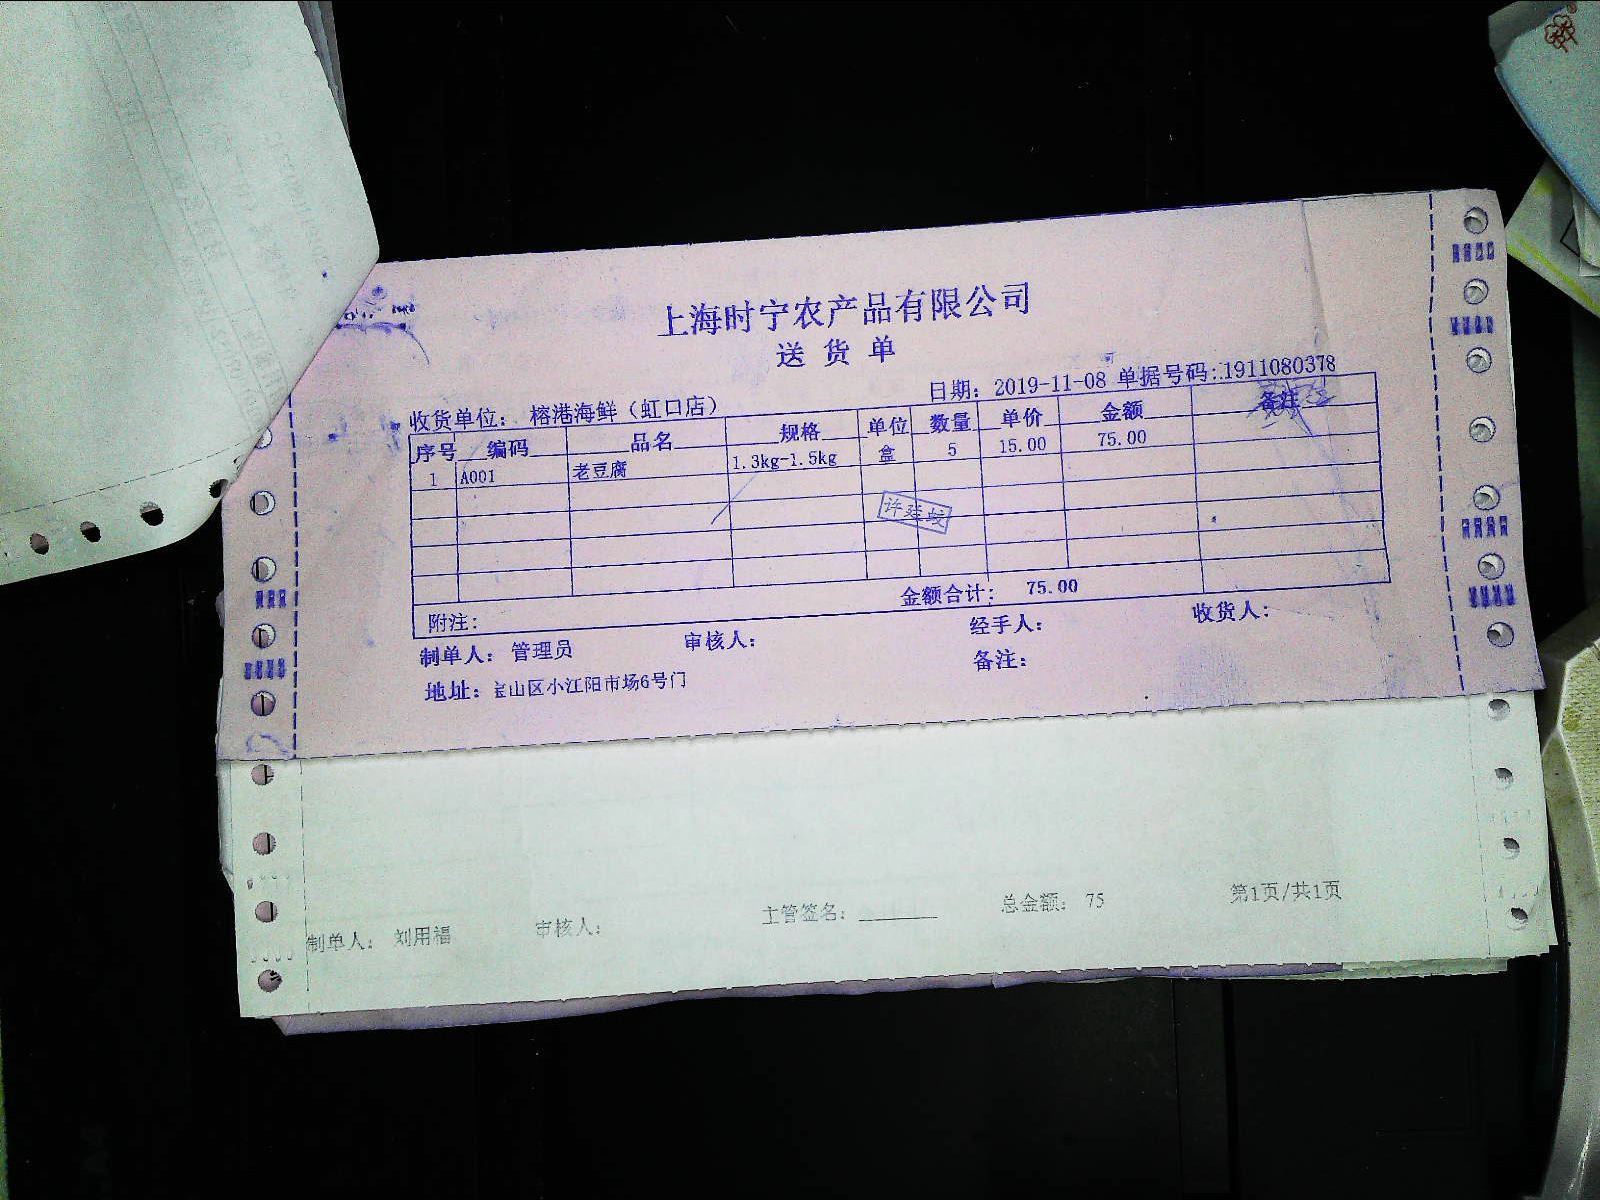 上海时宁农产品有限公司
送货单
日期: 2019-11-08 单据号码:1911080378
收货单位: 榕港海鲜（虹口店）
序号 编码 品名 规格 单位 数量 单价 金额 备注
1 A001 老豆腐 1.3kg-1.5kg 盒 5 15.00 75.00
金额合计: 75.00
附注:
制单人: 管理员 审核人: 经手人: 收货人:
备注:
地址: 宝山区小江阳市场6号门
制单人: 刘用福 审核人: 主管签名: ______ 总金额: 75 第1页/共1页